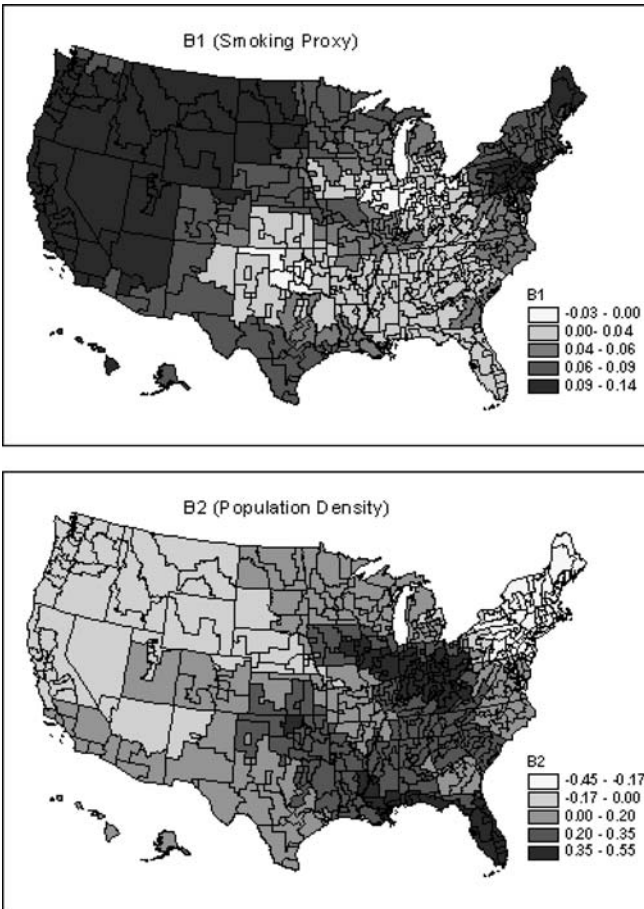 B1 (Smoking Proxy)
B1
-0.03 - 0.00
0.00- 0.04
0.04 - 0.06
0.06 - 0.09
0.09 - 0.14
B2 (Population Density)
B2
-0.45 - -0.17
-0.17 - 0.00
0.00 - 0.20
0.20 - 0.35
0.35 - 0.55